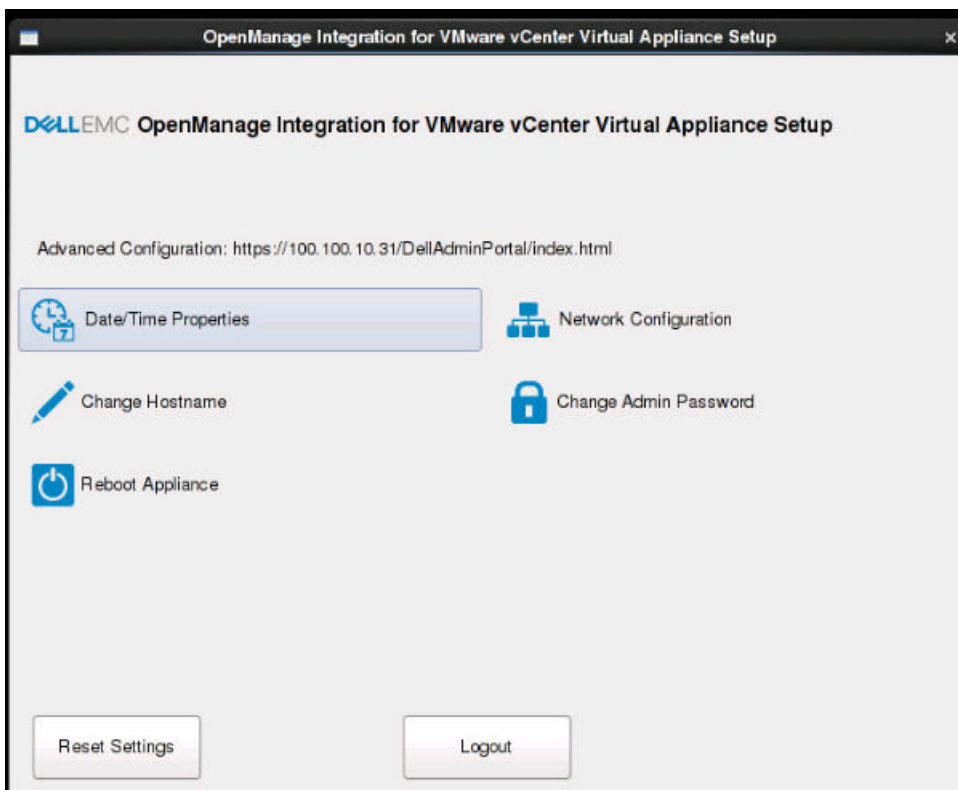 OpenManage Integration for VMware vCenter Virtual Appliance Setup
DELLEMC OpenManage Integration for VMware vCenter Virtual Appliance Setup
Advanced Configuration: https://100.100.10.31/DellAdminPortal/index.html
Date/Time Properties
Network Configuration
Change Hostname
Change Admin Password
Reboot Appliance
Reset Settings
Logout